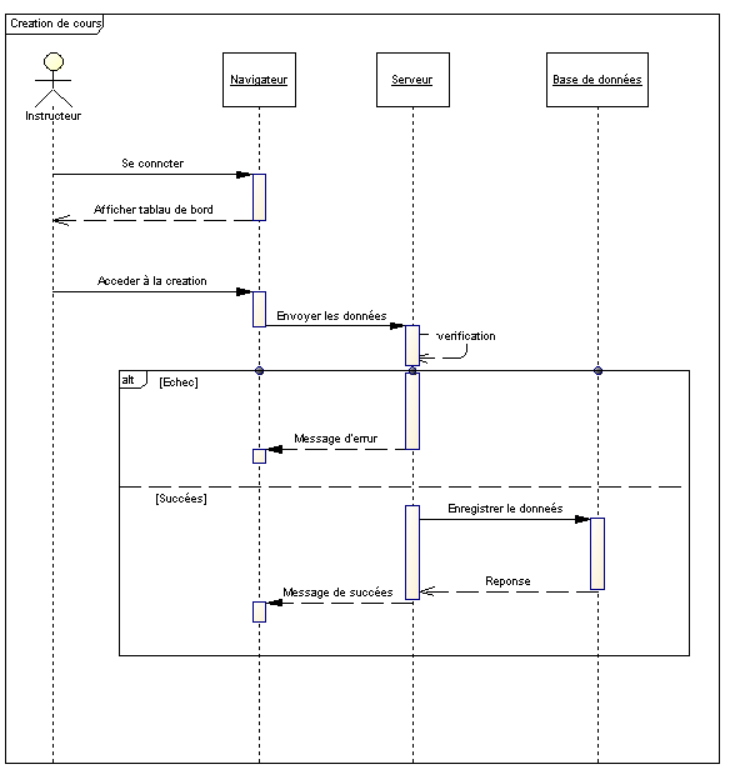 Creation de cours
Navigateur
Serveur
Base de données
Instructeur
Se conncter
Afficher tablau de bord
Acceder à la creation
Envoyer les données
verification
alt
[Echec]
Message d'errur
[Succées]
Enregistrer le donneés
Reponse
Message de succées